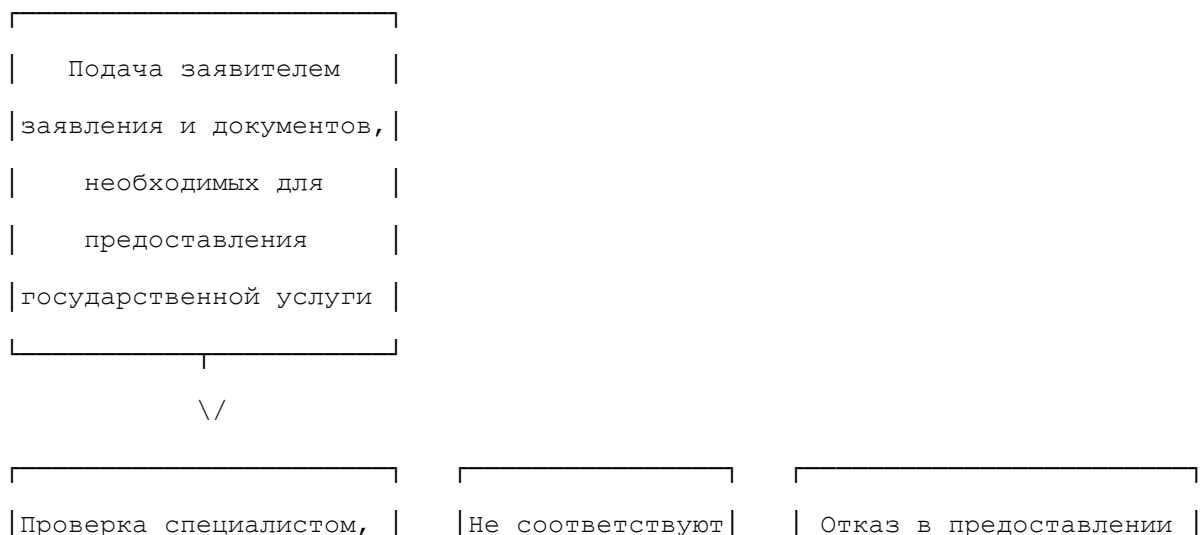 Подача заявителем
заявления и документов,
необходимых для
предоставления
государственной услуги
\/
Проверка специалистом, Не соответствуют Отказ в предоставлении